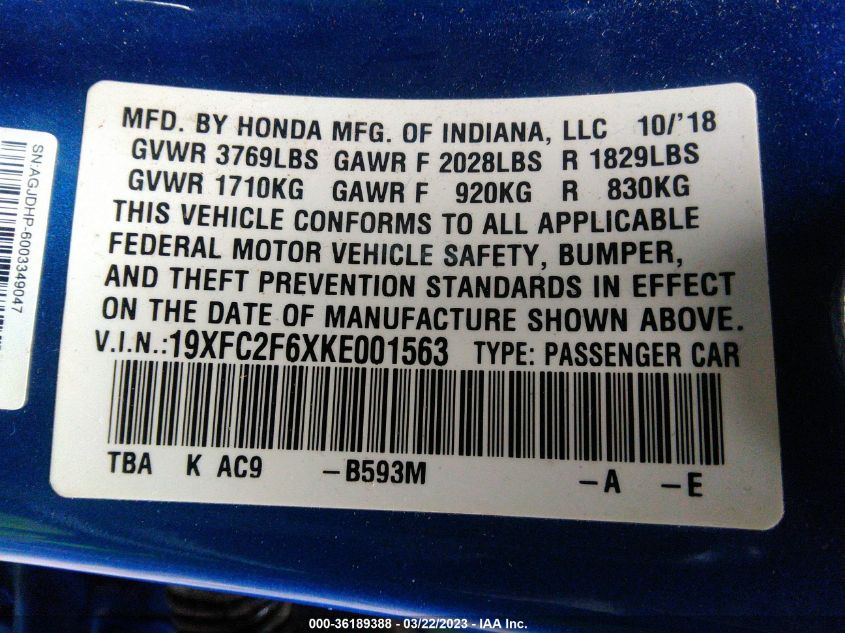 MFD. BY HONDA MFG. OF INDIANA, LLC 10/'18
GVWR 3769LBS GAWR F 2028LBS R 1829LBS
GVWR 1710KG GAWR F 920KG R 830KG
THIS VEHICLE CONFORMS TO ALL APPLICABLE
FEDERAL MOTOR VEHICLE SAFETY, BUMPER,
AND THEFT PREVENTION STANDARDS IN EFFECT
ON THE DATE OF MANUFACTURE SHOWN ABOVE.
V.I.N.:19XFC2F6XKE001563 TYPE: PASSENGER CAR
TBA K AC9 -B593M -A -E
SN:AGJDHP-6003349047
000-36189388 - 03/22/2023 - IAA Inc.